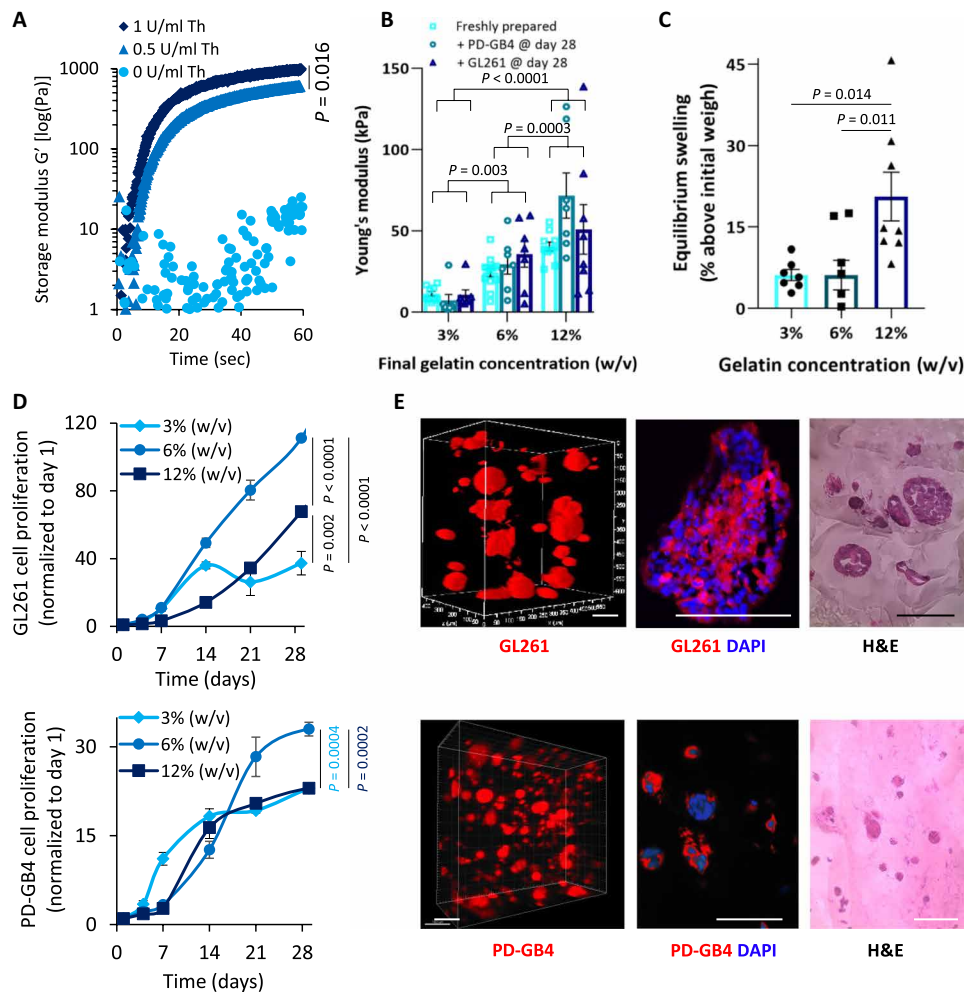 A
1 U/ml Th
0.5 U/ml Th
0 U/ml Th
1000
100
10
1
0
20
40
60
Storage modulus G′ [log(Pa)]
Time (sec)
P = 0.016
B
Freshly prepared
+ PD-GB4 @ day 28
+ GL261 @ day 28
P < 0.0001
P = 0.0003
P = 0.003
150
100
50
0
Young's modulus (kPa)
3%
6%
12%
Final gelatin concentration (w/v)
C
45
30
15
0
P = 0.014
P = 0.011
Equilibrium swelling
(% above initial weigh)
3%
6%
12%
Gelatin concentration (w/v)
D
3% (w/v)
6% (w/v)
12% (w/v)
120
80
40
0
GL261 cell proliferation
(normalized to day 1)
0
7
14
21
28
Time (days)
P < 0.0001
P = 0.002
P < 0.0001
3% (w/v)
6% (w/v)
12% (w/v)
30
15
0
PD-GB4 cell proliferation
(normalized to day 1)
0
7
14
21
28
Time (days)
P = 0.0004
P = 0.0002
E
GL261
GL261 DAPI
H&E
PD-GB4
PD-GB4 DAPI
H&E